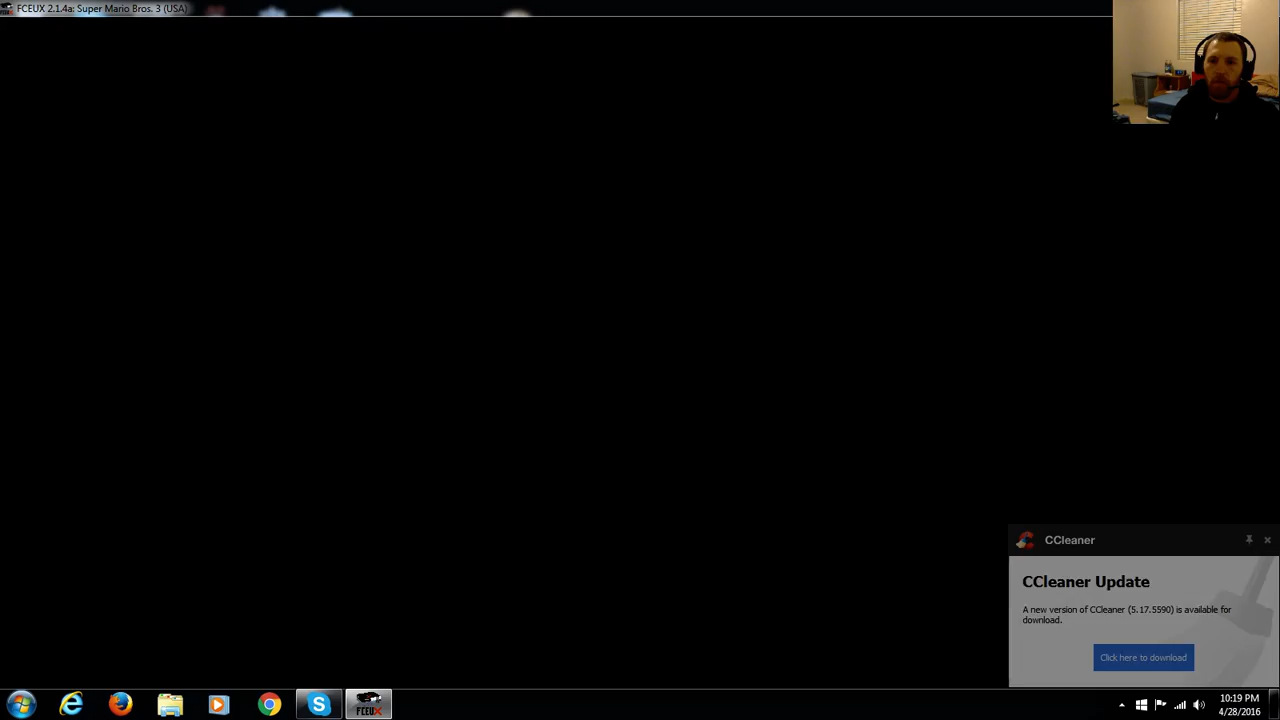 FCEUX 2.1.4a: Super Mario Bros. 3 (USA)
CCleaner
CCleaner Update
A new version of CCleaner (5.17.5590) is available for
download.
Click here to download
FCEUX
10:19 PM
4/28/2016